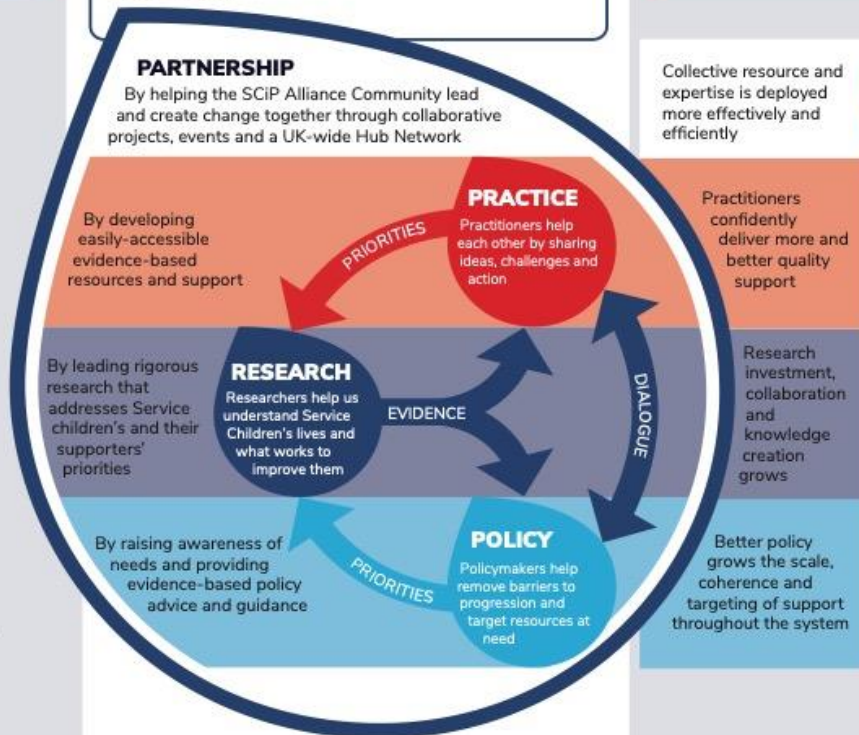 PARTNERSHIP
By helping the SCiP Alliance Community lead
and create change together through collaborative
projects, events and a UK-wide Hub Network
Collective resource and
expertise is deployed
more effectively and
efficiently
By developing
easily-accessible
evidence-based
resources and support
PRIORITIES
PRACTICE
Practitioners help
each other by sharing
ideas, challenges and
action
Practitioners
confidently
deliver more and
better quality
support
By leading rigorous
research that
addresses Service
children's and their
supporters'
priorities
RESEARCH
Researchers help us
understand Service
Children's lives and
what works to
improve them
EVIDENCE
DIALOGUE
Research
investment,
collaboration
and
knowledge
creation
grows
By raising awareness of
needs and providing
evidence-based policy
advice and guidance
PRIORITIES
POLICY
Policymakers help
remove barriers to
progression and
target resources at
need
Better policy
grows the scale,
coherence and
targeting of support
throughout the system